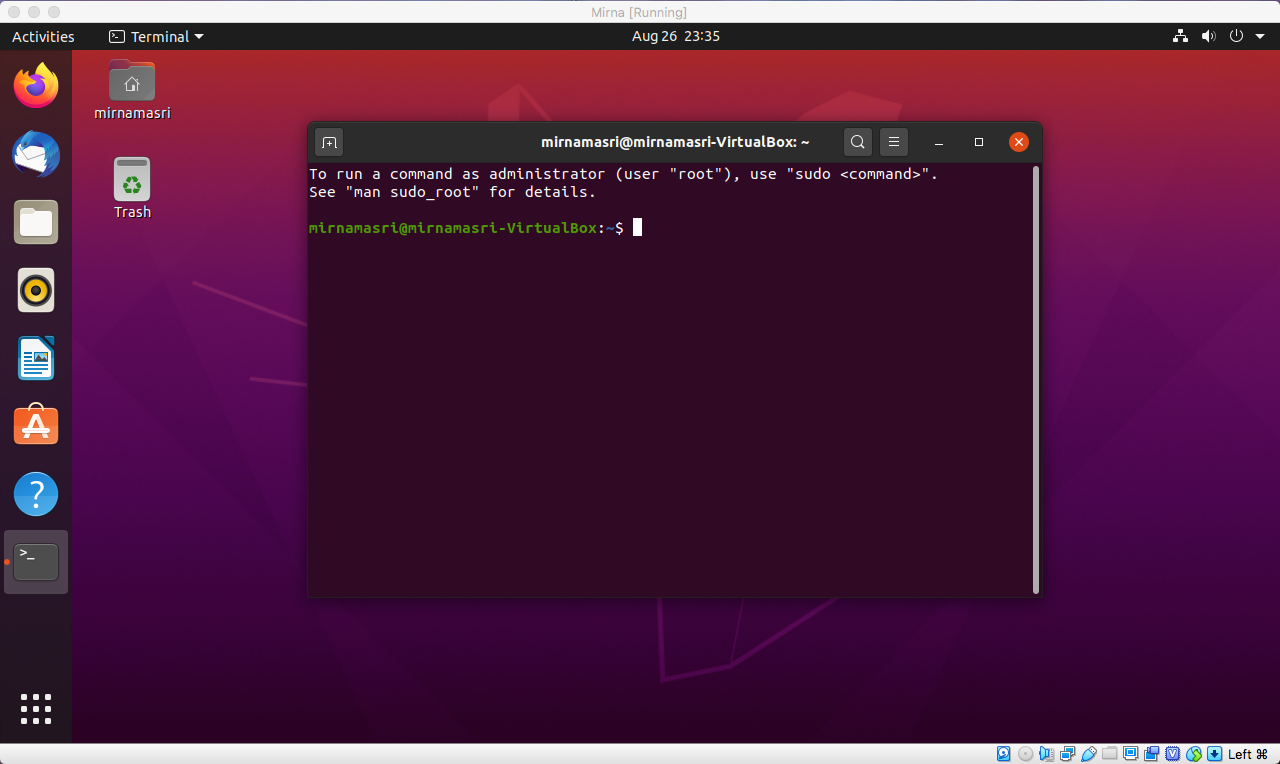 Mirna [Running]
Activities Terminal Aug 26 23:35
mirnamasri
Trash
mirnamasri@mirnamasri-VirtualBox: ~
To run a command as administrator (user "root"), use "sudo <command>".
See "man sudo_root" for details.
mirnamasri@mirnamasri-VirtualBox:~$
Left ⌘